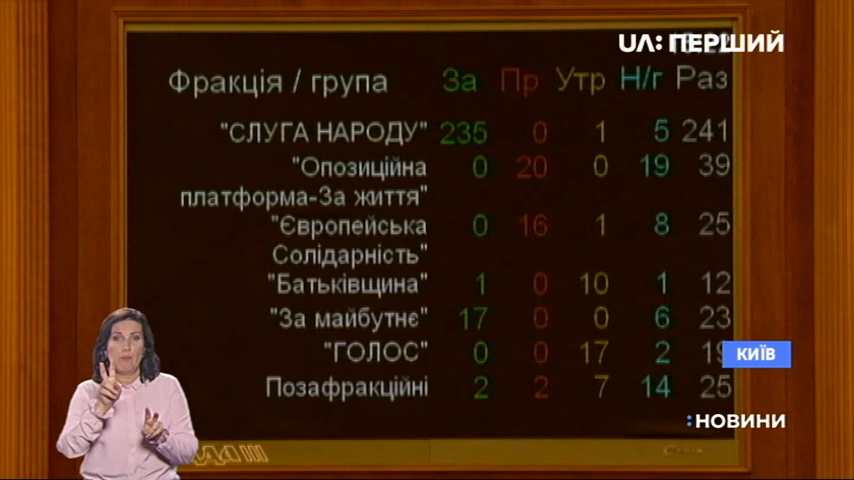 UA: ПЕРШИЙ
Фракція / група За Пр Утр Н/г Раз
"СЛУГА НАРОДУ" 235 0 1 5 241
"Опозиційна 0 20 0 19 39
платформа-За життя"
"Європейська 0 16 1 8 25
Солідарність"
"Батьківщина" 1 0 10 1 12
"За майбутнє" 17 0 0 6 23
"ГОЛОС" 0 0 17 2 19
Позафракційні 2 2 7 14 25
КИЇВ
:НОВИНИ